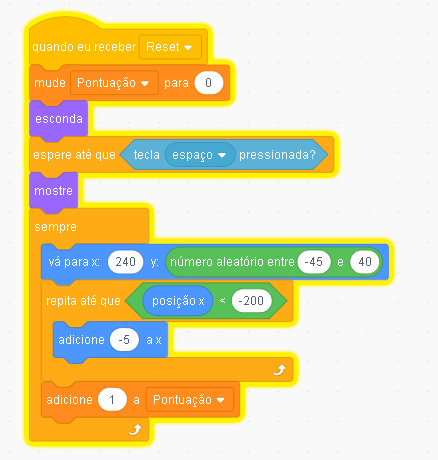 quando eu receber Reset
mude Pontuação para 0
esconda
espere até que tecla espaço pressionada?
mostre
sempre
vá para x: 240 y: número aleatório entre -45 e 40
repita até que posição x < -200
adicione -5 a x
adicione 1 a Pontuação